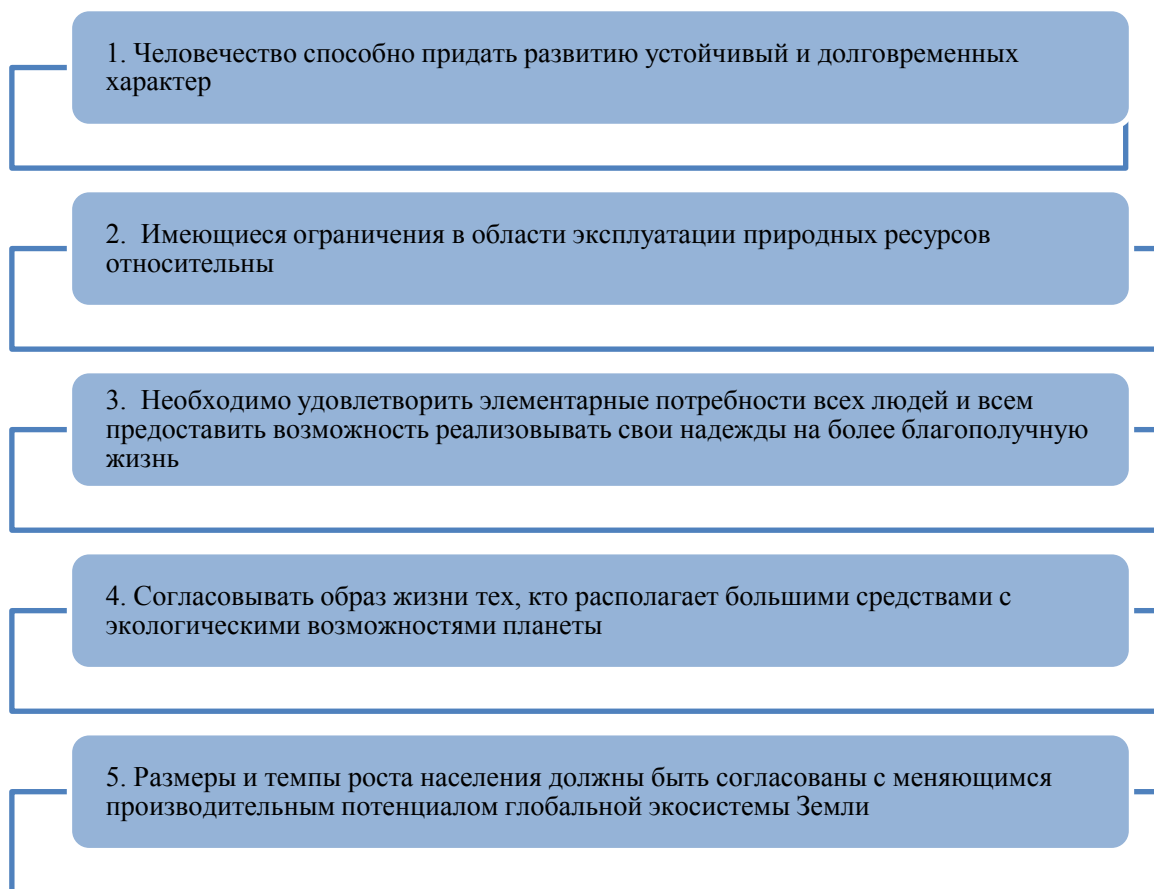 1. Человечество способно придать развитию устойчивый и долговременных
характер
2. Имеющиеся ограничения в области эксплуатации природных ресурсов
относительны
3. Необходимо удовлетворить элементарные потребности всех людей и всем
предоставить возможность реализовывать свои надежды на более благополучную
жизнь
4. Согласовывать образ жизни тех, кто располагает большими средствами с
экологическими возможностями планеты
5. Размеры и темпы роста населения должны быть согласованы с меняющимся
производительным потенциалом глобальной экосистемы Земли